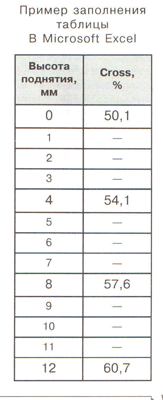 Пример заполнения
таблицы
В Microsoft Excel
Высота поднятия, мм | Cross, %
0 | 50,1
1 | —
2 | —
3 | —
4 | 54,1
5 | —
6 | —
7 | —
8 | 57,6
9 | —
10 | —
11 | —
12 | 60,7